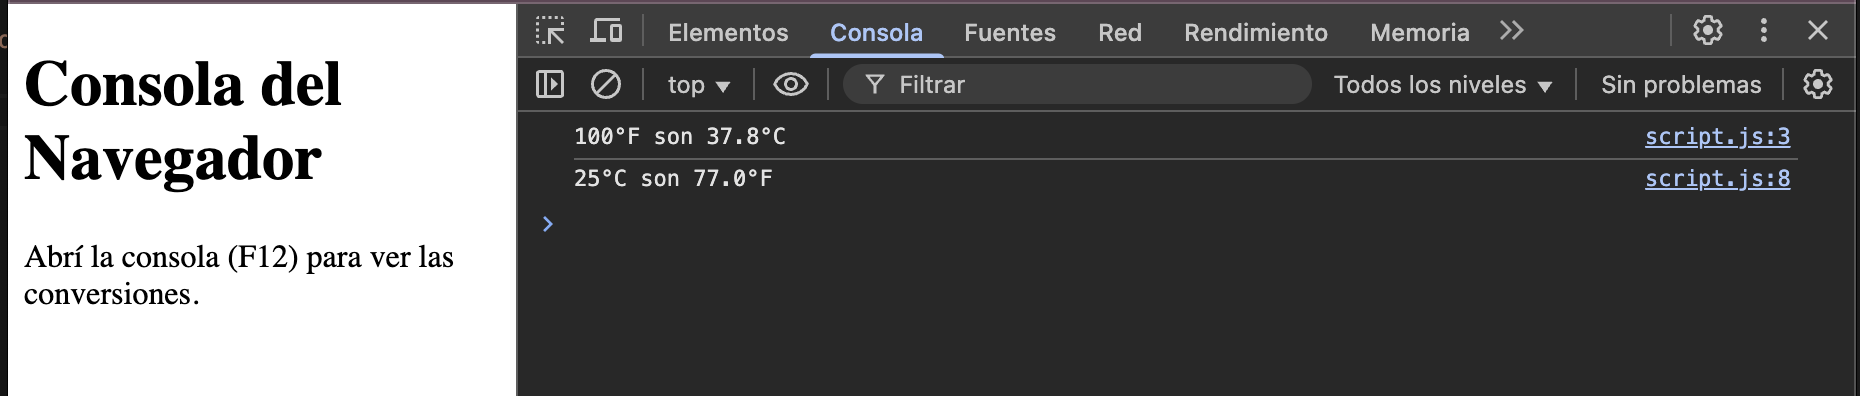 Consola del
Navegador
Abrí la consola (F12) para ver las
conversiones.
Elementos Consola Fuentes Red Rendimiento Memoria
top Filtrar Todos los niveles Sin problemas
100°F son 37.8°C script.js:3
25°C son 77.0°F script.js:8